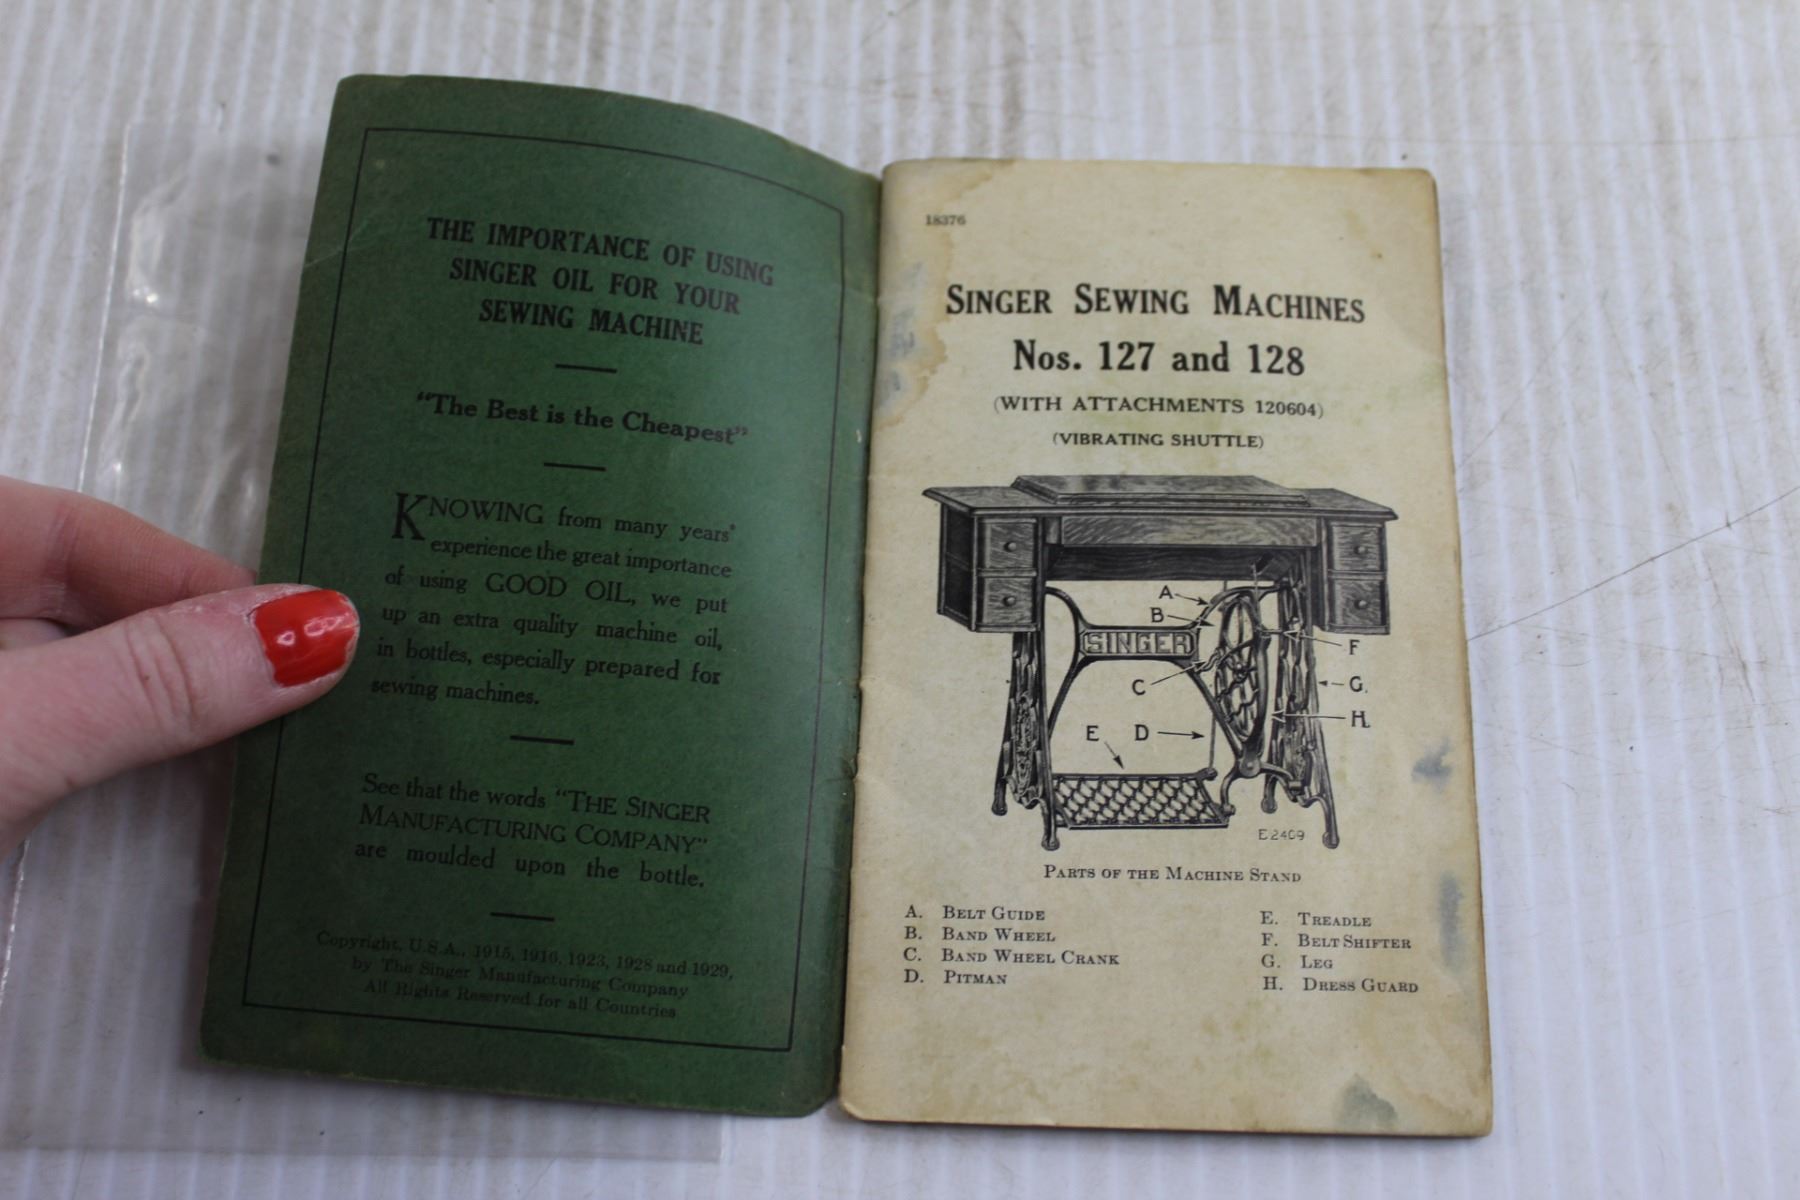 THE IMPORTANCE OF USING
SINGER OIL FOR YOUR
SEWING MACHINE
"The Best is the Cheapest"
KNOWING from many years'
experience the great importance
of using GOOD OIL, we put
up an extra quality machine oil,
in bottles, especially prepared for
sewing machines.
See that the words "THE SINGER
MANUFACTURING COMPANY"
are moulded upon the bottle.
Copyright, U.S.A., 1915, 1916, 1923, 1928 and 1929,
by The Singer Manufacturing Company
All Rights Reserved for all Countries
18376
SINGER SEWING MACHINES
Nos. 127 and 128
(WITH ATTACHMENTS 120604)
(VIBRATING SHUTTLE)
A
B
SINGER
F
C
G.
H.
E
D
E2409
PARTS OF THE MACHINE STAND
A. BELT GUIDE
B. BAND WHEEL
C. BAND WHEEL CRANK
D. PITMAN
E. TREADLE
F. BELT SHIFTER
G. LEG
H. DRESS GUARD